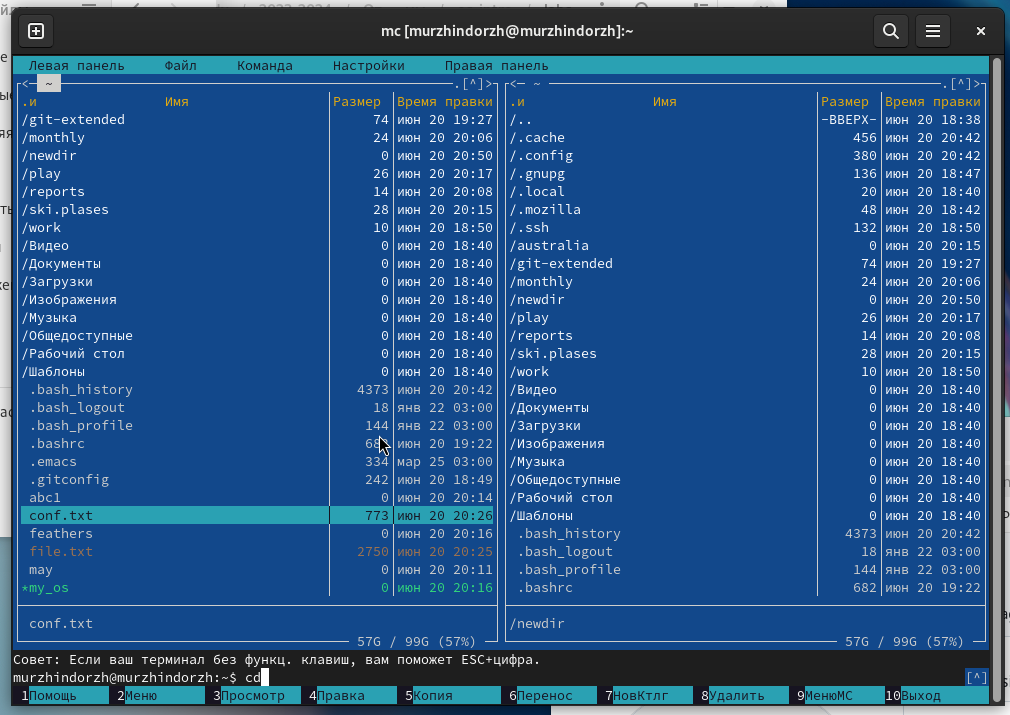 mc [murzhindorzh@murzhindorzh]:~
Левая панель Файл Команда Настройки Правая панель
<─ ~ .[^]>
.и Имя Размер Время правки
/git-extended 74 июн 20 19:27
/monthly 24 июн 20 20:06
/newdir 0 июн 20 20:50
/play 26 июн 20 20:17
/reports 14 июн 20 20:08
/ski.plases 28 июн 20 20:15
/work 10 июн 20 18:50
/Видео 0 июн 20 18:40
/Документы 0 июн 20 18:40
/Загрузки 0 июн 20 18:40
/Изображения 0 июн 20 18:40
/Музыка 0 июн 20 18:40
/Общедоступные 0 июн 20 18:40
/Рабочий стол 0 июн 20 18:40
/Шаблоны 0 июн 20 18:40
.bash_history 4373 июн 20 20:42
.bash_logout 18 янв 22 03:00
.bash_profile 144 янв 22 03:00
.bashrc 682 июн 20 19:22
.emacs 334 мар 25 03:00
.gitconfig 242 июн 20 18:49
abc1 0 июн 20 20:14
conf.txt 773 июн 20 20:26
feathers 0 июн 20 20:16
file.txt 2750 июн 20 20:25
may 0 июн 20 20:11
*my_os 0 июн 20 20:16
conf.txt
57G / 99G (57%)
<─ ~ .[^]>
.и Имя Размер Время правки
/.. -ВВЕРХ- июн 20 18:38
/.cache 456 июн 20 20:42
/.config 380 июн 20 20:42
/.gnupg 136 июн 20 18:47
/.local 20 июн 20 18:40
/.mozilla 48 июн 20 18:42
/.ssh 132 июн 20 18:50
/australia 0 июн 20 20:15
/git-extended 74 июн 20 19:27
/monthly 24 июн 20 20:06
/newdir 0 июн 20 20:50
/play 26 июн 20 20:17
/reports 14 июн 20 20:08
/ski.plases 28 июн 20 20:15
/work 10 июн 20 18:50
/Видео 0 июн 20 18:40
/Документы 0 июн 20 18:40
/Загрузки 0 июн 20 18:40
/Изображения 0 июн 20 18:40
/Музыка 0 июн 20 18:40
/Общедоступные 0 июн 20 18:40
/Рабочий стол 0 июн 20 18:40
/Шаблоны 0 июн 20 18:40
.bash_history 4373 июн 20 20:42
.bash_logout 18 янв 22 03:00
.bash_profile 144 янв 22 03:00
.bashrc 682 июн 20 19:22
/newdir
57G / 99G (57%)
Совет: Если ваш терминал без функц. клавиш, вам поможет ESC+цифра.
murzhindorzh@murzhindorzh:~$ cd [^]
1Помощь 2Меню 3Просмотр 4Правка 5Копия 6Перенос 7НовКтлг 8Удалить 9МенюМС 10Выход